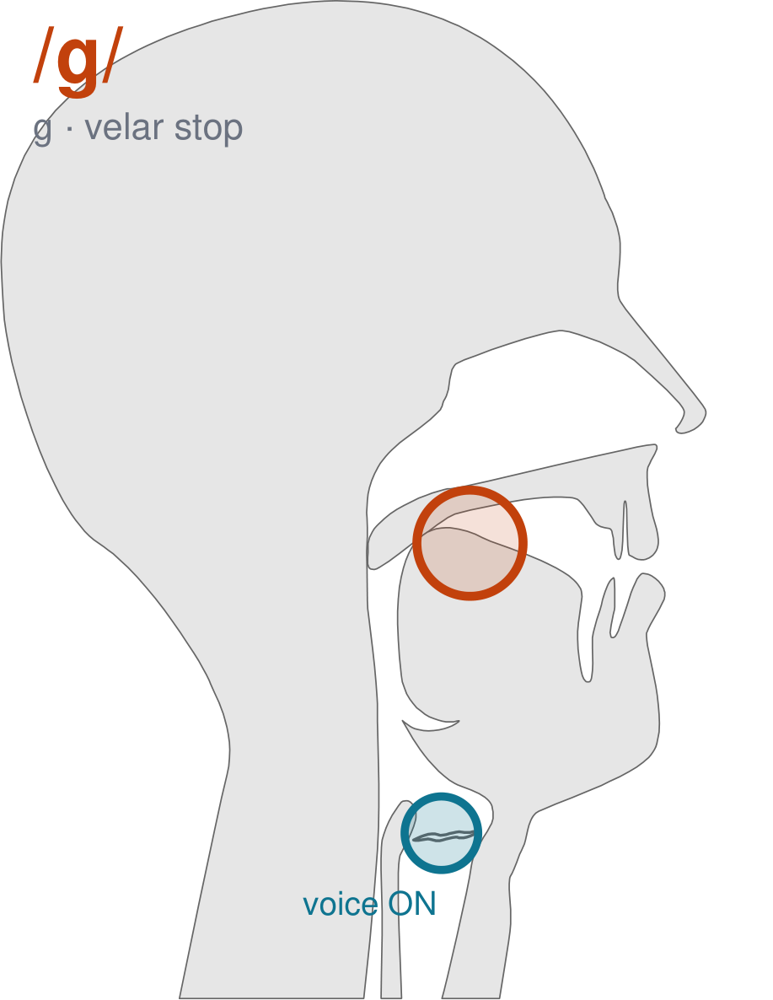 /g/
g · velar stop
voice ON